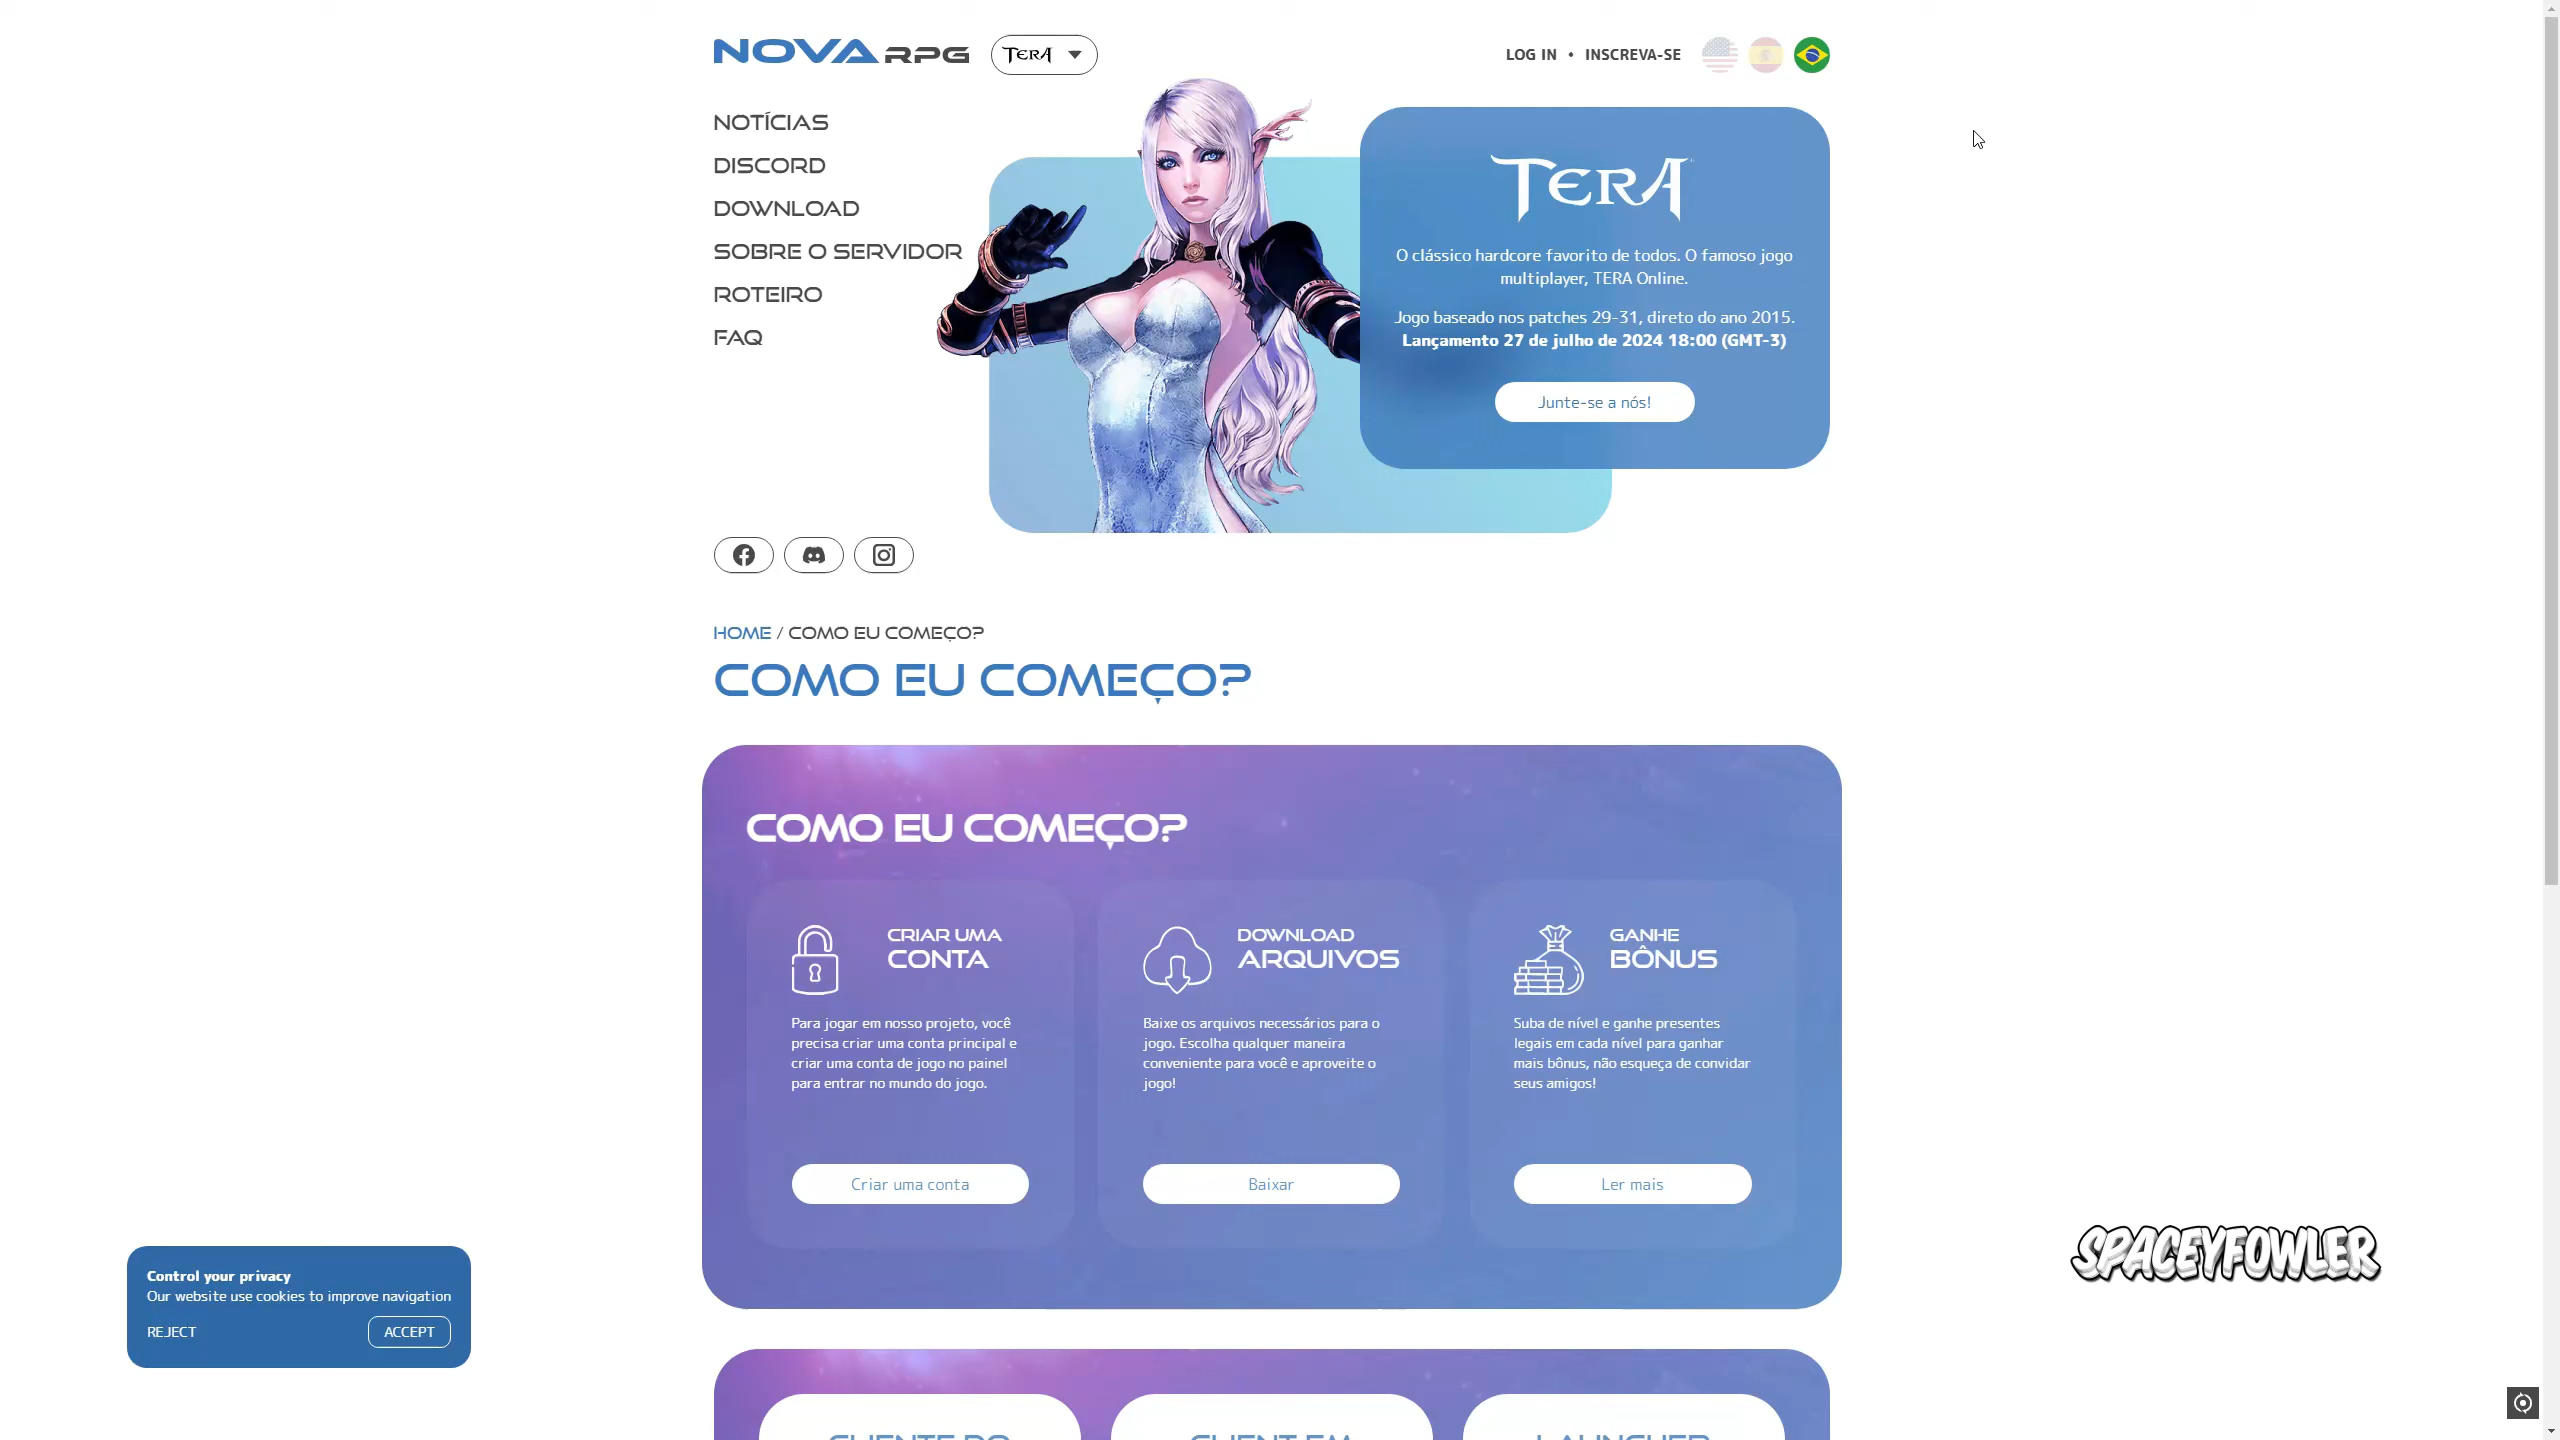 NOVA RPG
TERA
LOG IN • INSCREVA-SE
NOTÍCIAS
DISCORD
DOWNLOAD
SOBRE O SERVIDOR
ROTEIRO
FAQ
TERA
O clássico hardcore favorito de todos. O famoso jogo
multiplayer, TERA Online.
Jogo baseado nos patches 29-31, direto do ano 2015.
Lançamento 27 de julho de 2024 18:00 (GMT-3)
Junte-se a nós!
HOME / COMO EU COMEÇO?
COMO EU COMEÇO?
COMO EU COMEÇO?
CRIAR UMA
CONTA
Para jogar em nosso projeto, você
precisa criar uma conta principal e
criar uma conta de jogo no painel
para entrar no mundo do jogo.
Criar uma conta
DOWNLOAD
ARQUIVOS
Baixe os arquivos necessários para o
jogo. Escolha qualquer maneira
conveniente para você e aproveite o
jogo!
Baixar
GANHE
BÔNUS
Suba de nível e ganhe presentes
legais em cada nível para ganhar
mais bônus, não esqueça de convidar
seus amigos!
Ler mais
Control your privacy
Our website use cookies to improve navigation
REJECT
ACCEPT
SPACEYFOWLER